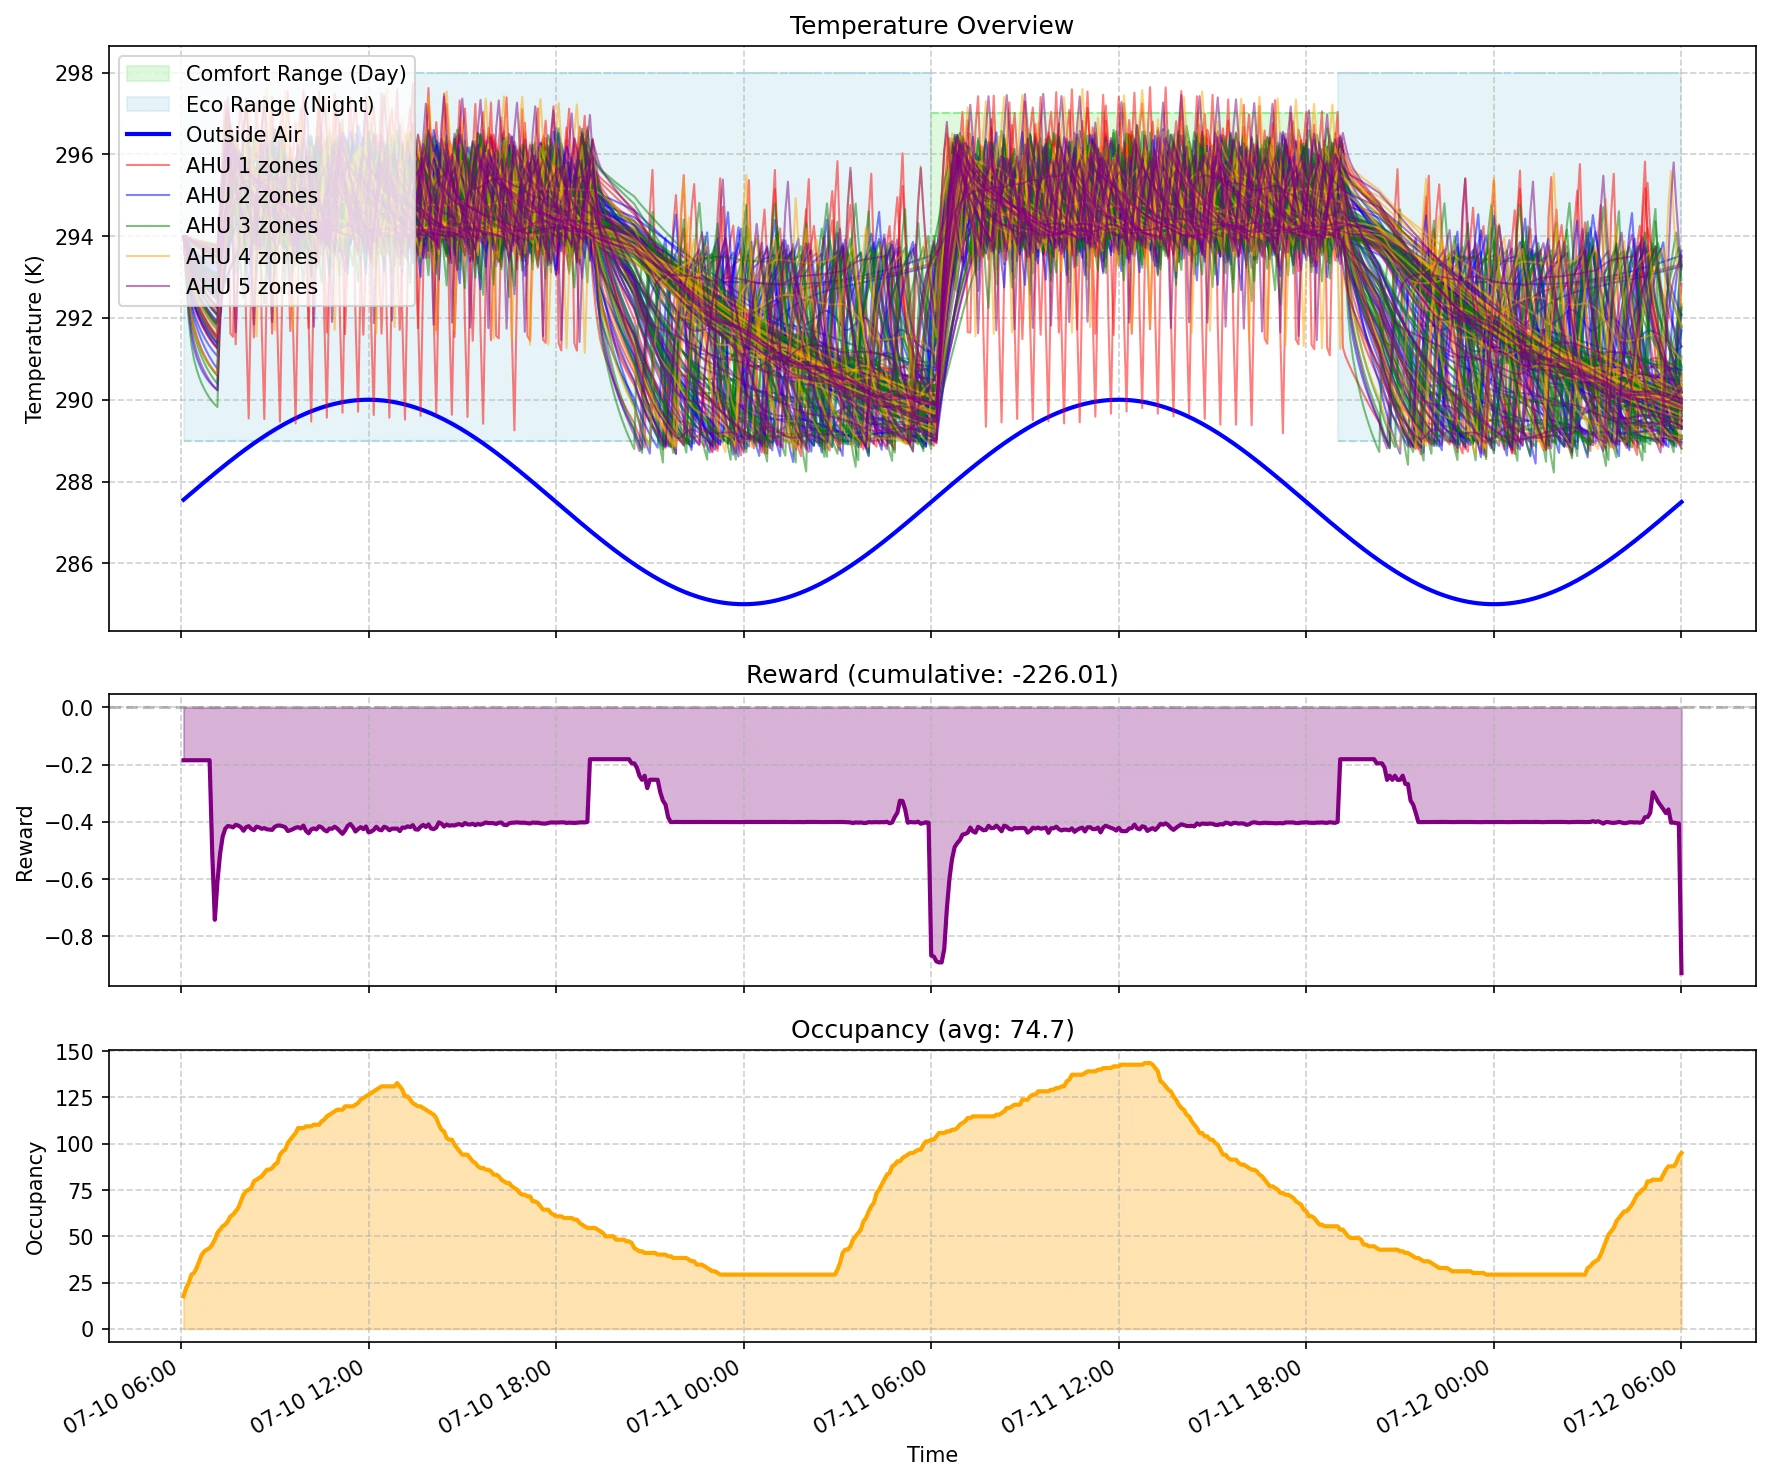 Temperature Overview
Comfort Range (Day)
Eco Range (Night)
Outside Air
AHU 1 zones
AHU 2 zones
AHU 3 zones
AHU 4 zones
AHU 5 zones
Temperature (K)
298
296
294
292
290
288
286
Reward (cumulative: -226.01)
Reward
0.0
−0.2
−0.4
−0.6
−0.8
Occupancy (avg: 74.7)
Occupancy
150
125
100
75
50
25
0
07-10 06:00
07-10 12:00
07-10 18:00
07-11 00:00
07-11 06:00
07-11 12:00
07-11 18:00
07-12 00:00
07-12 06:00
Time